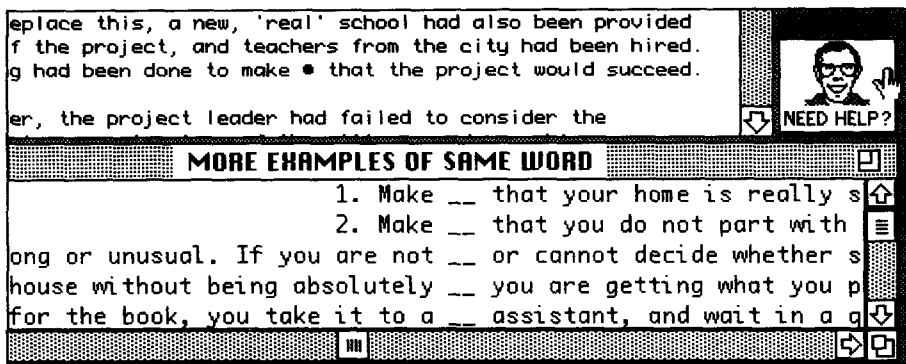 eplace this, a new, 'real' school had also been provided
f the project, and teachers from the city had been hired.
g had been done to make ● that the project would succeed.
er, the project leader had failed to consider the
NEED HELP?
MORE EXAMPLES OF SAME WORD
1. Make __ that your home is really s
2. Make __ that you do not part with
ong or unusual. If you are not __ or cannot decide whether s
house without being absolutely __ you are getting what you p
for the book, you take it to a __ assistant, and wait in a q